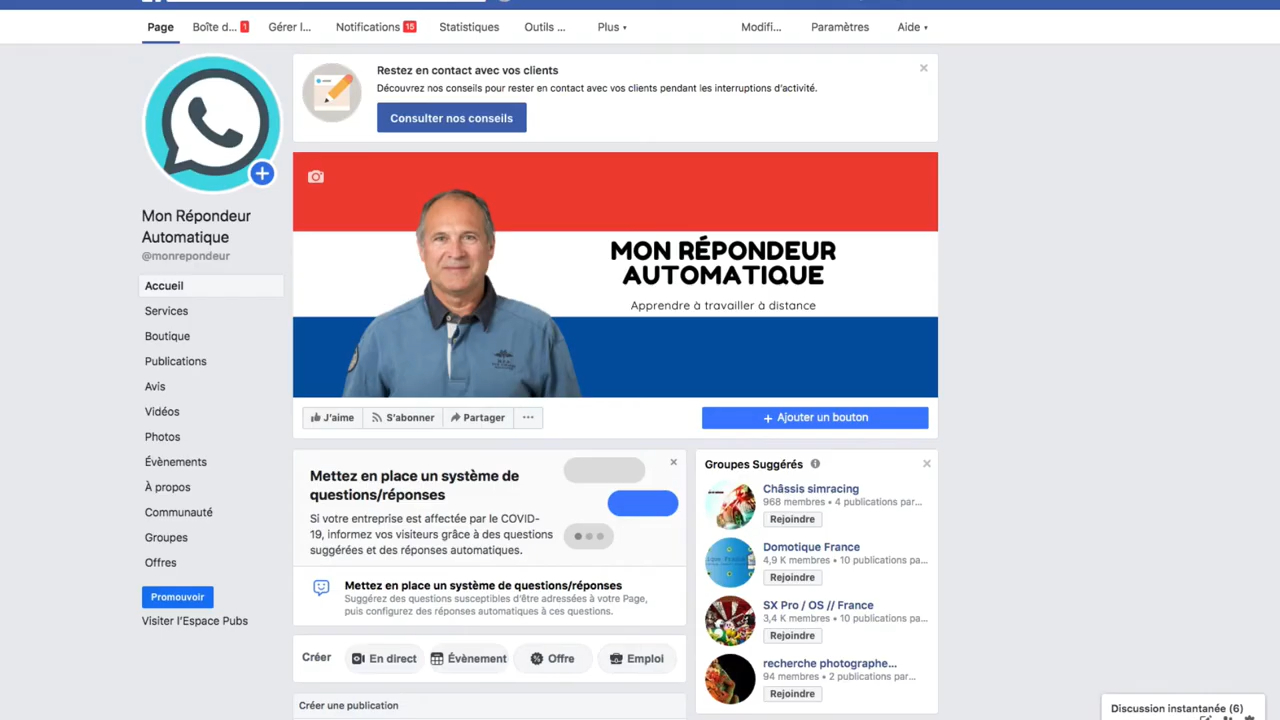 Page
Boîte d... 1
Gérer l...
Notifications 15
Statistiques
Outils ...
Plus
Modifi...
Paramètres
Aide
Mon Répondeur
Automatique
@monrepondeur
Accueil
Services
Boutique
Publications
Avis
Vidéos
Photos
Évènements
À propos
Communauté
Groupes
Offres
Promouvoir
Visiter l'Espace Pubs
Restez en contact avec vos clients
Découvrez nos conseils pour rester en contact avec vos clients pendant les interruptions d'activité.
Consulter nos conseils
MON RÉPONDEUR
AUTOMATIQUE
Apprendre à travailler à distance
J'aime
S'abonner
Partager
+ Ajouter un bouton
Mettez en place un système de
questions/réponses
Si votre entreprise est affectée par le COVID-
19, informez vos visiteurs grâce à des questions
suggérées et des réponses automatiques.
Mettez en place un système de questions/réponses
Suggérez des questions susceptibles d'être adressées à votre Page,
puis configurez des réponses automatiques à ces questions.
Créer
En direct
Évènement
Offre
Emploi
Créer une publication
Groupes Suggérés
Châssis simracing
968 membres • 4 publications par...
Rejoindre
Domotique France
4,9 K membres • 10 publications pa...
Rejoindre
SX Pro / OS // France
3,4 K membres • 10 publications pa...
Rejoindre
recherche photographe...
94 membres • 2 publications par...
Rejoindre
Discussion instantanée (6)